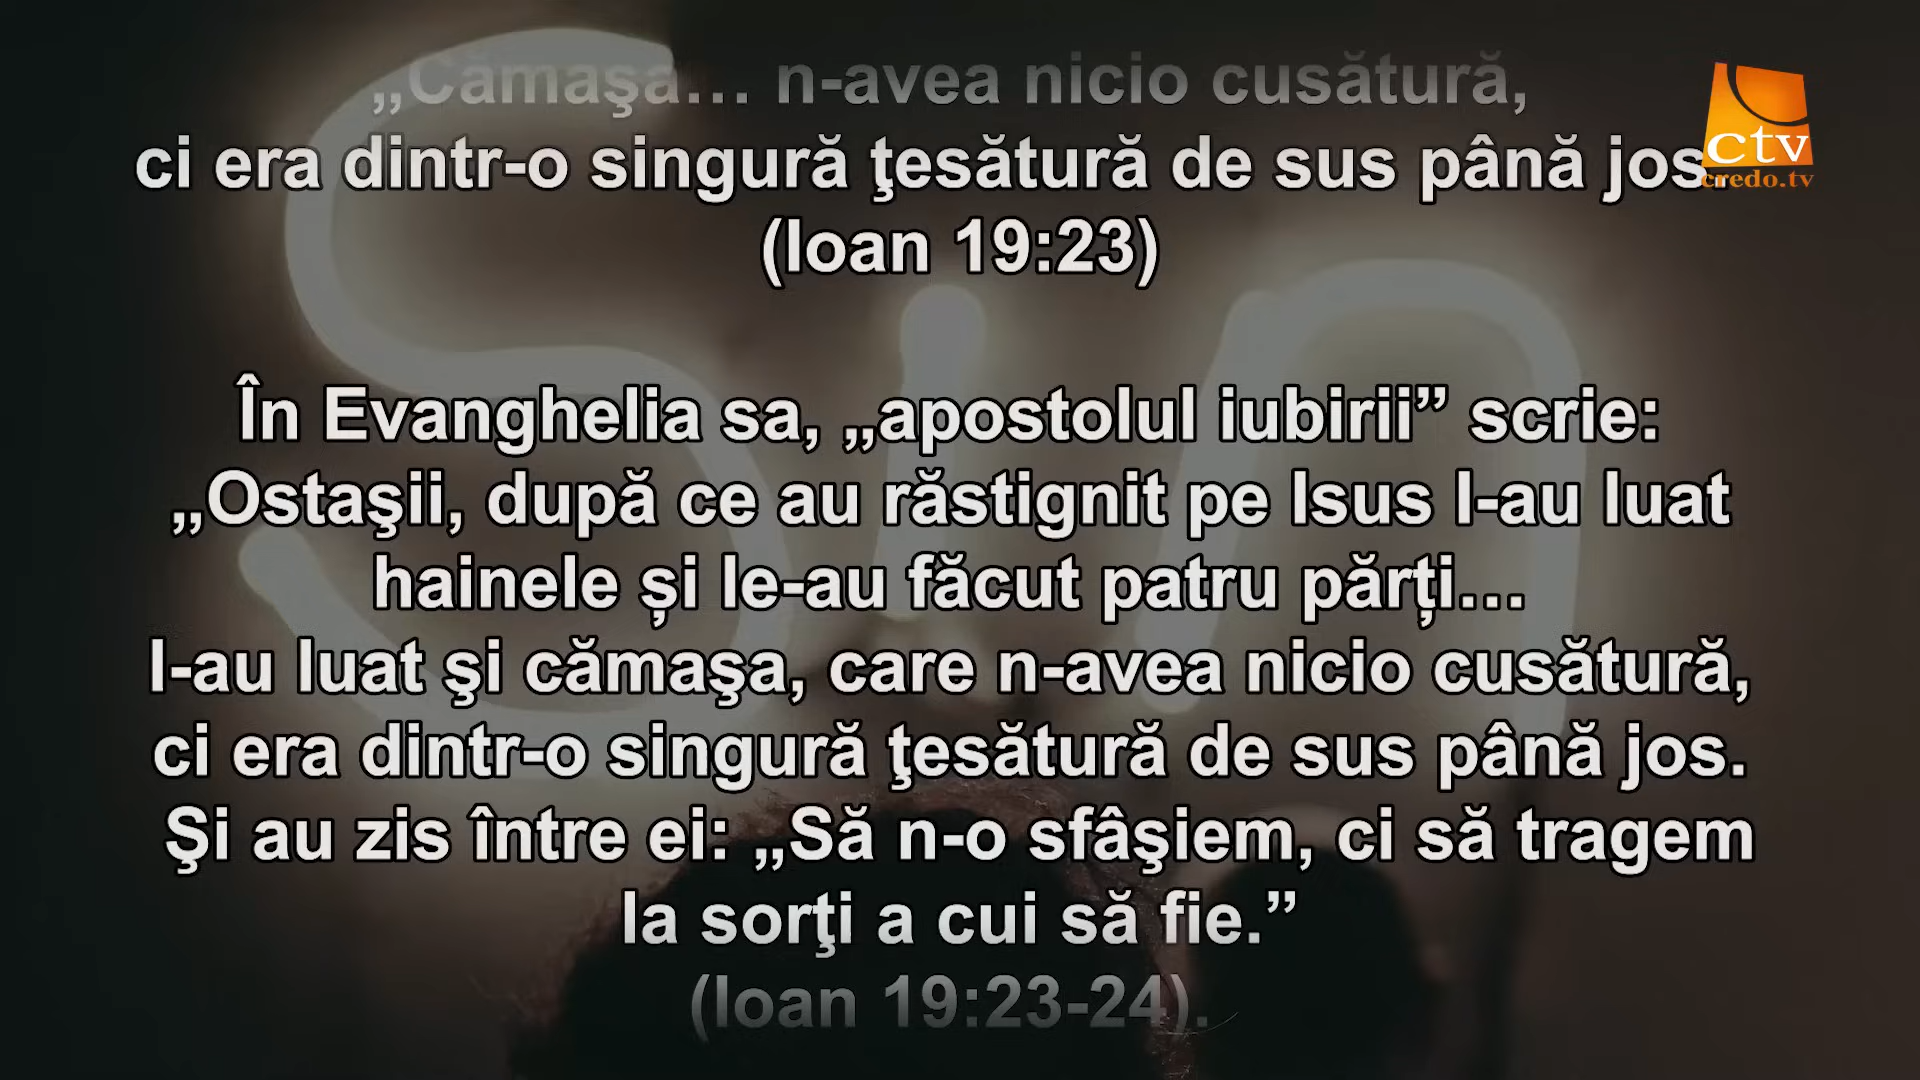 „Cămaşa… n-avea nicio cusătură,
ci era dintr-o singură ţesătură de sus până jos.
(Ioan 19:23)
În Evanghelia sa, „apostolul iubirii” scrie:
„Ostaşii, după ce au răstignit pe Isus I-au luat
hainele și le-au făcut patru părți…
I-au luat şi cămaşa, care n-avea nicio cusătură,
ci era dintr-o singură ţesătură de sus până jos.
Şi au zis între ei: „Să n-o sfâşiem, ci să tragem
la sorţi a cui să fie.”
(Ioan 19:23-24).
ctv
credo.tv
Sin